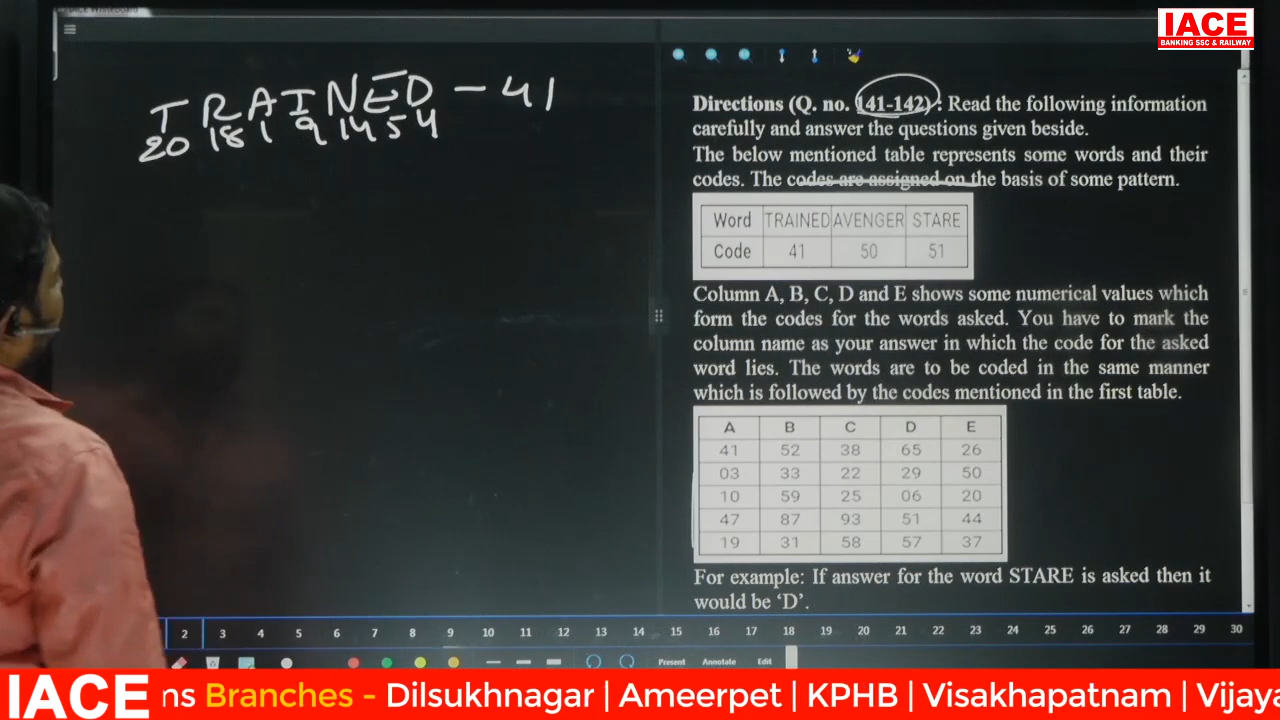 IACE
BANKING SSC & RAILWAY
TRAINED - 41
20 18 1 9 14 5 4
Directions (Q. no. 141-142) : Read the following information
carefully and answer the questions given beside.
The below mentioned table represents some words and their
codes. The codes are assigned on the basis of some pattern.
Word TRAINED AVENGER STARE
Code 41 50 51
Column A, B, C, D and E shows some numerical values which
form the codes for the words asked. You have to mark the
column name as your answer in which the code for the asked
word lies. The words are to be coded in the same manner
which is followed by the codes mentioned in the first table.
A B C D E
41 52 38 65 26
03 33 22 29 50
10 59 25 06 20
47 87 93 51 44
19 31 58 57 37
For example: If answer for the word STARE is asked then it
would be ‘D’.
2 3 4 5 6 7 8 9 10 11 12 13 14 15 16 17 18 19 20 21 22 23 24 25 26 27 28 29 30
Present Annotate Edit
IACE ns Branches - Dilsukhnagar | Ameerpet | KPHB | Visakhapatnam | Vijaya